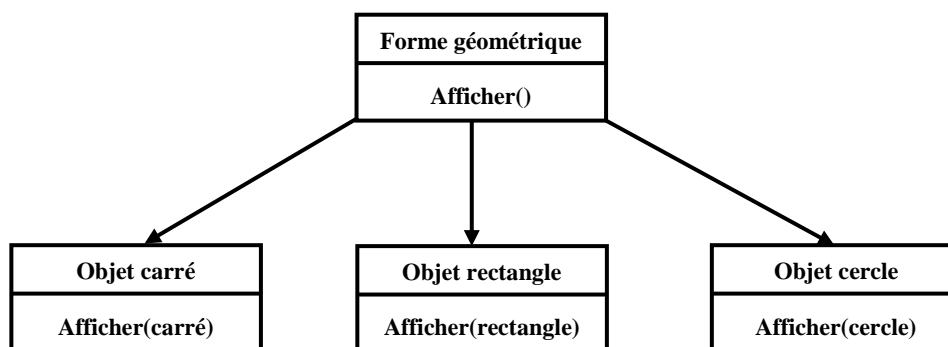 Forme géométrique
Afficher()
Objet carré
Objet rectangle
Objet cercle
Afficher(carré)
Afficher(rectangle)
Afficher(cercle)